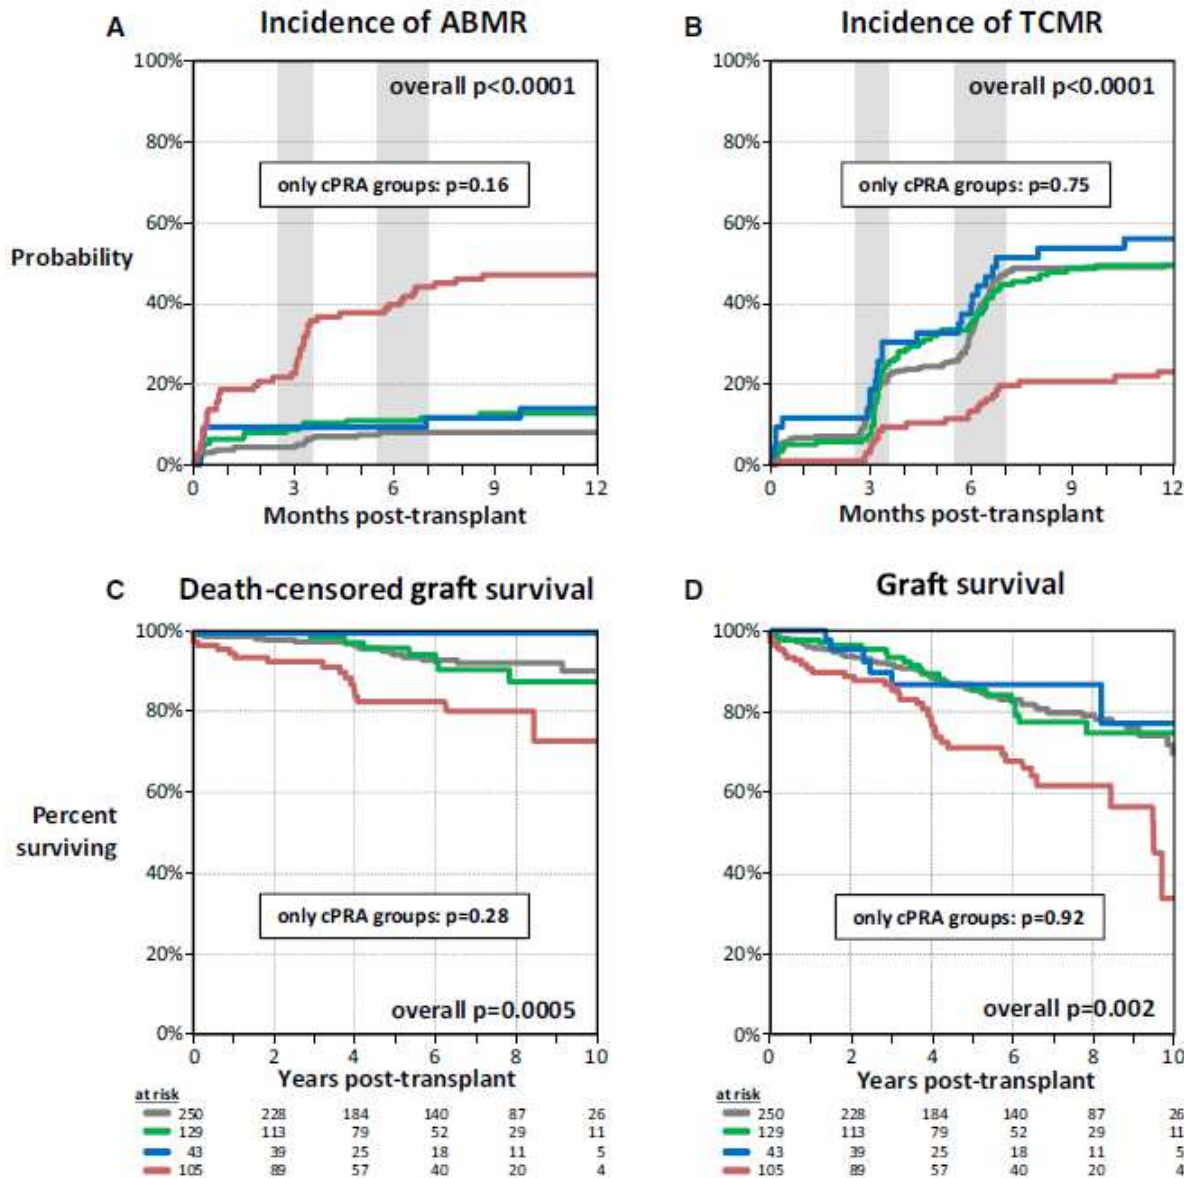 A Incidence of ABMR
100%
overall p<0.0001
80%
only cPRA groups: p=0.16
60%
Probability
40%
20%
0%
0 3 6 9 12
Months post-transplant
B Incidence of TCMR
100%
overall p<0.0001
80%
only cPRA groups: p=0.75
60%
40%
20%
0%
0 3 6 9 12
Months post-transplant
C Death-censored graft survival
100%
80%
60%
Percent
surviving
40%
only cPRA groups: p=0.28
20%
overall p=0.0005
0%
0 2 4 6 8 10
Years post-transplant
at risk
250 228 184 140 87 26
129 113 79 52 29 11
43 39 25 18 11 5
105 89 57 40 20 4
D Graft survival
100%
80%
60%
40%
only cPRA groups: p=0.92
20%
overall p=0.002
0%
0 2 4 6 8 10
Years post-transplant
at risk
250 228 184 140 87 26
129 113 79 52 29 11
43 39 25 18 11 5
105 89 57 40 20 4